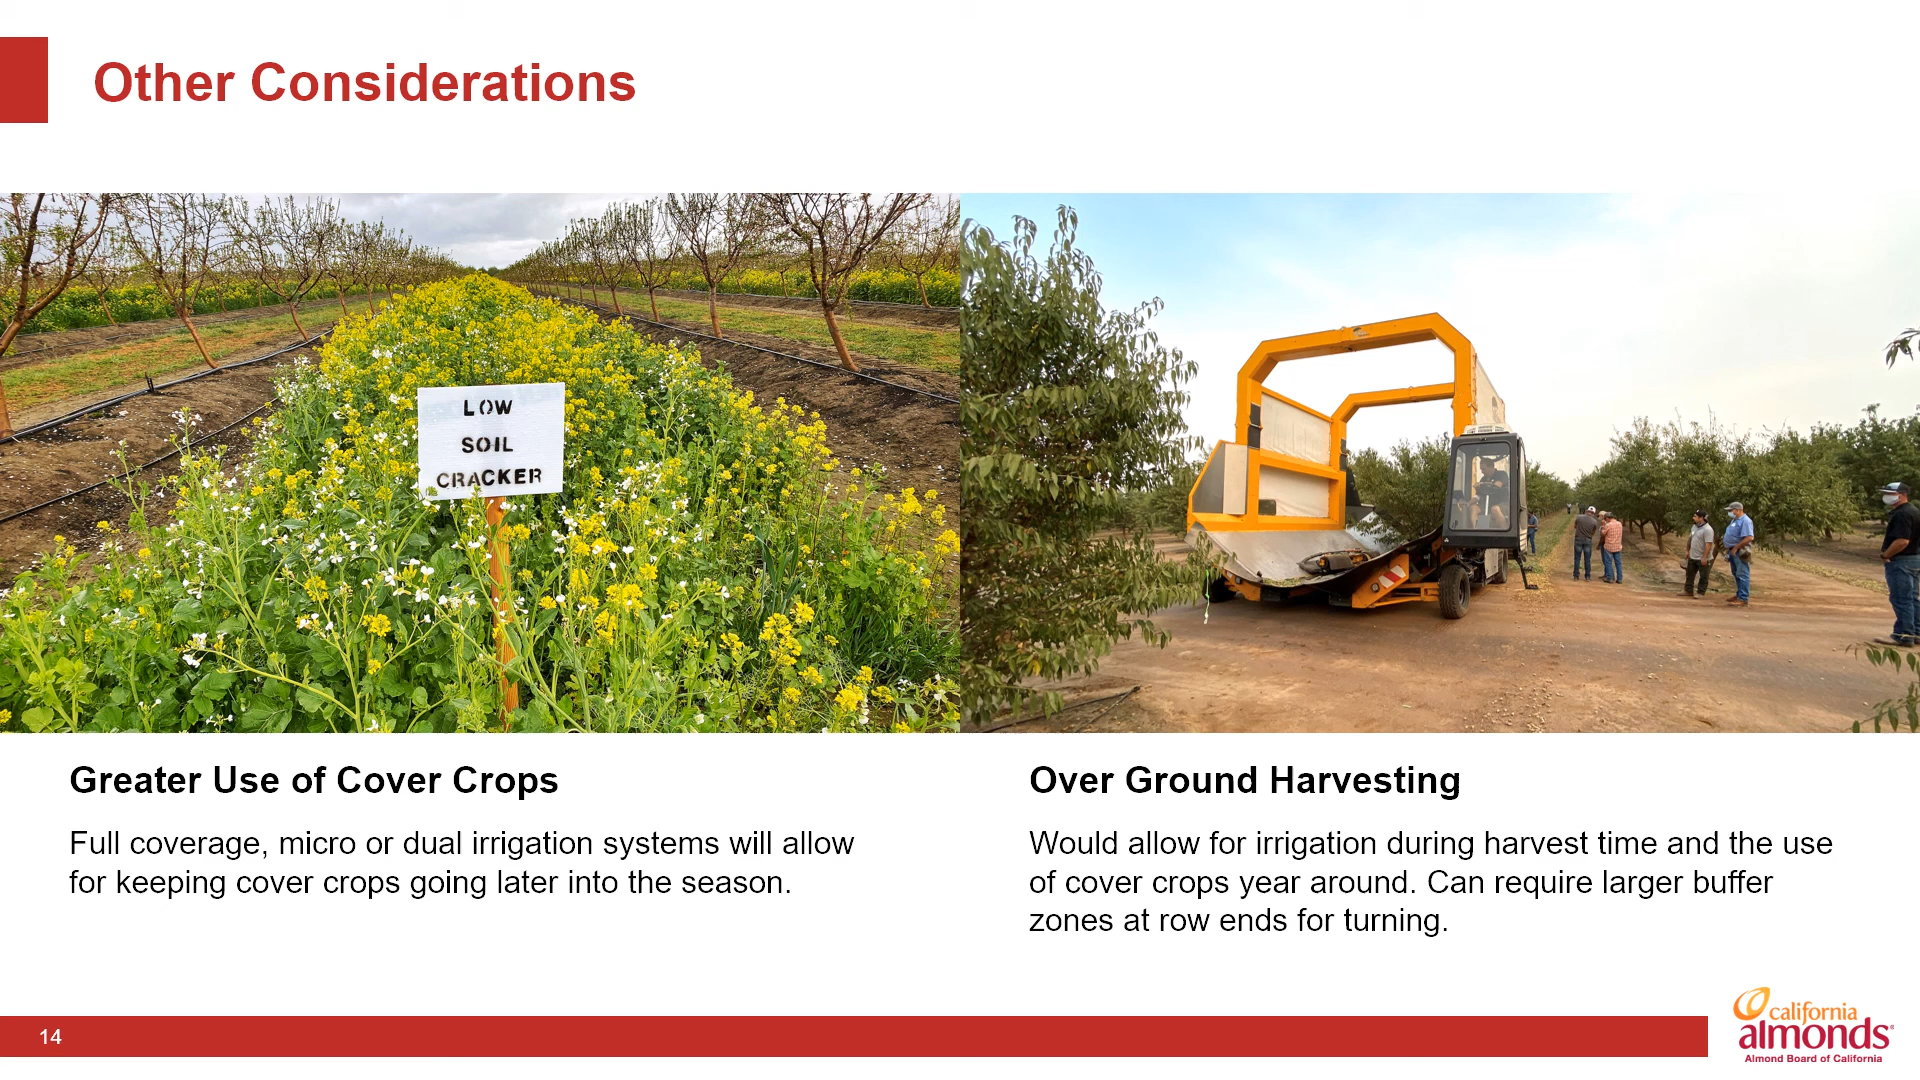 Other Considerations
LOW
SOIL
CRACKER
Greater Use of Cover Crops
Full coverage, micro or dual irrigation systems will allow
for keeping cover crops going later into the season.
Over Ground Harvesting
Would allow for irrigation during harvest time and the use
of cover crops year around. Can require larger buffer
zones at row ends for turning.
14
california
almonds®
Almond Board of California